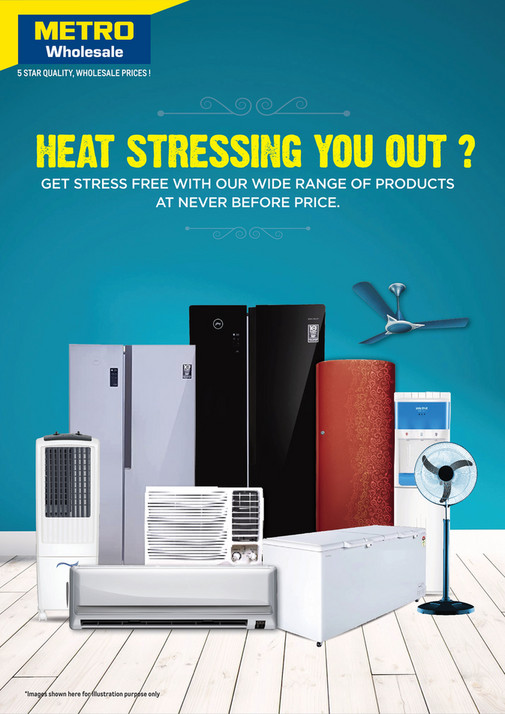 METRO
Wholesale
5 STAR QUALITY, WHOLESALE PRICES !
HEAT STRESSING YOU OUT ?
GET STRESS FREE WITH OUR WIDE RANGE OF PRODUCTS
AT NEVER BEFORE PRICE.
*Images shown here for illustration purpose only